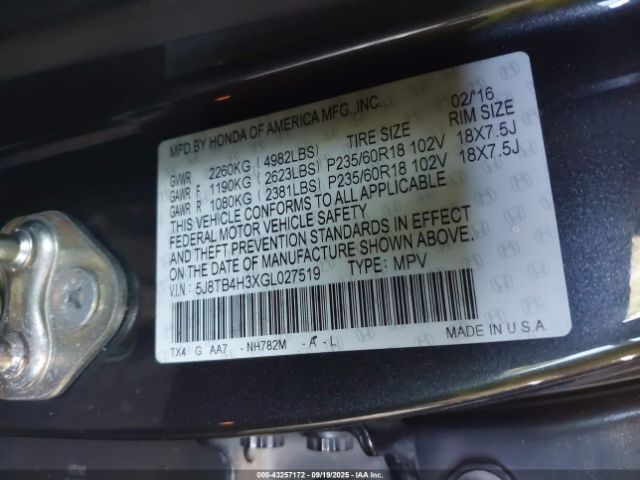 MFD.BY HONDA OF AMERICA MFG.,INC. 02/'16
GVWR 2260KG (4982LBS) TIRE SIZE RIM SIZE
GAWR F 1190KG (2623LBS) P235/60R18 102V 18X7.5J
GAWR R 1080KG (2381LBS) P235/60R18 102V 18X7.5J
THIS VEHICLE CONFORMS TO ALL APPLICABLE
FEDERAL MOTOR VEHICLE SAFETY
AND THEFT PREVENTION STANDARDS IN EFFECT
ON THE DATE OF MANUFACTURE SHOWN ABOVE.
V.I.N: 5J8TB4H3XGL027519 TYPE: MPV
TX4 G AA7 - NH782M -A - L
MADE IN U.S.A.
000-43257172 | 09/19/2025 | IAA, Inc.